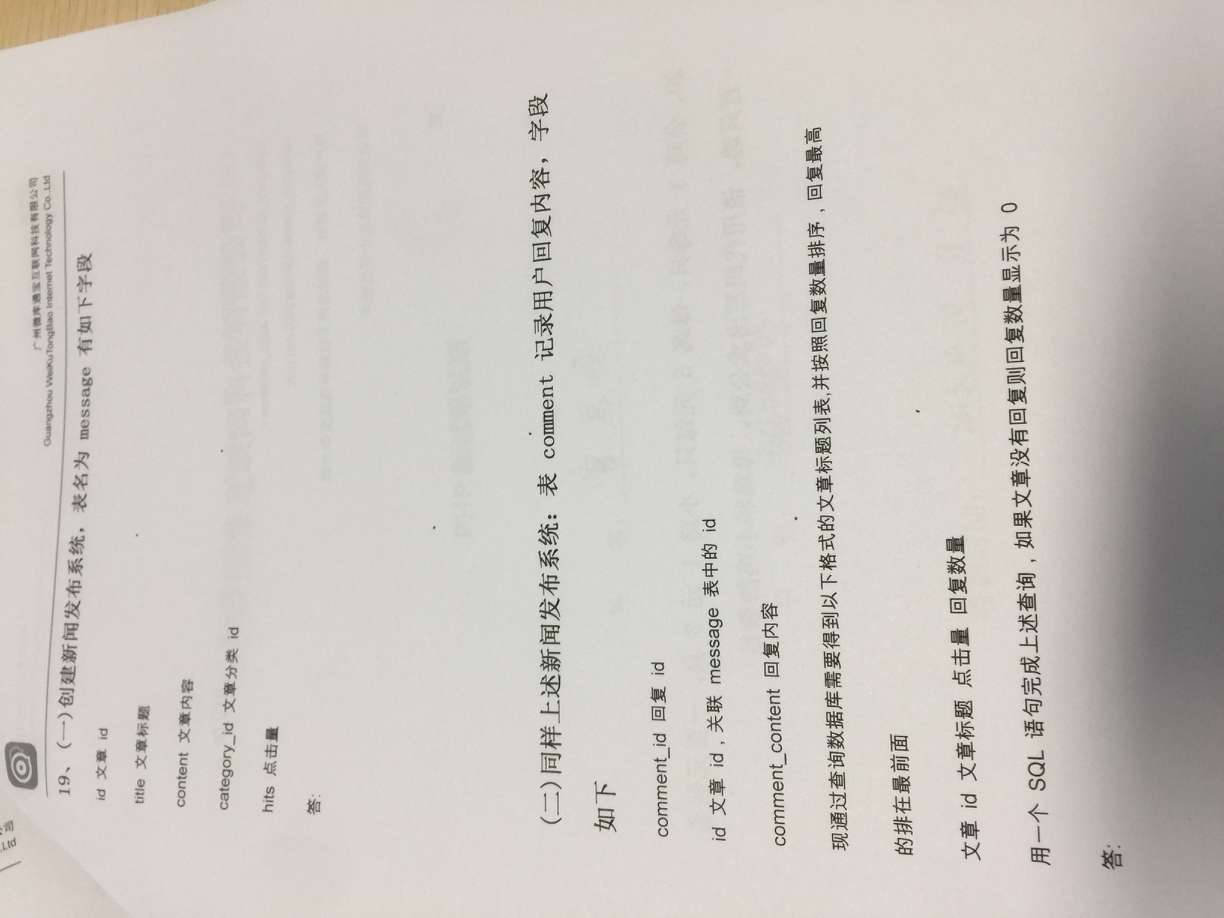 广州微库通宝互联网科技有限公司
Guangzhou WeiKuTongBao Internet Technology Co.,Ltd
19、(一)创建新闻发布系统，表名为 message 有如下字段
id 文章 id
title 文章标题
content 文章内容
category_id 文章分类 id
hits 点击量
答:
(二)同样上述新闻发布系统：表 comment 记录用户回复内容，字段
如下
comment_id 回复 id
id 文章 id，关联 message 表中的 id
comment_content 回复内容
现通过查询数据库需要得到以下格式的文章标题列表,并按照回复数量排序，回复最高
的排在最前面
文章 id 文章标题 点击量 回复数量
用一个 SQL 语句完成上述查询，如果文章没有回复则回复数量显示为 0
答: